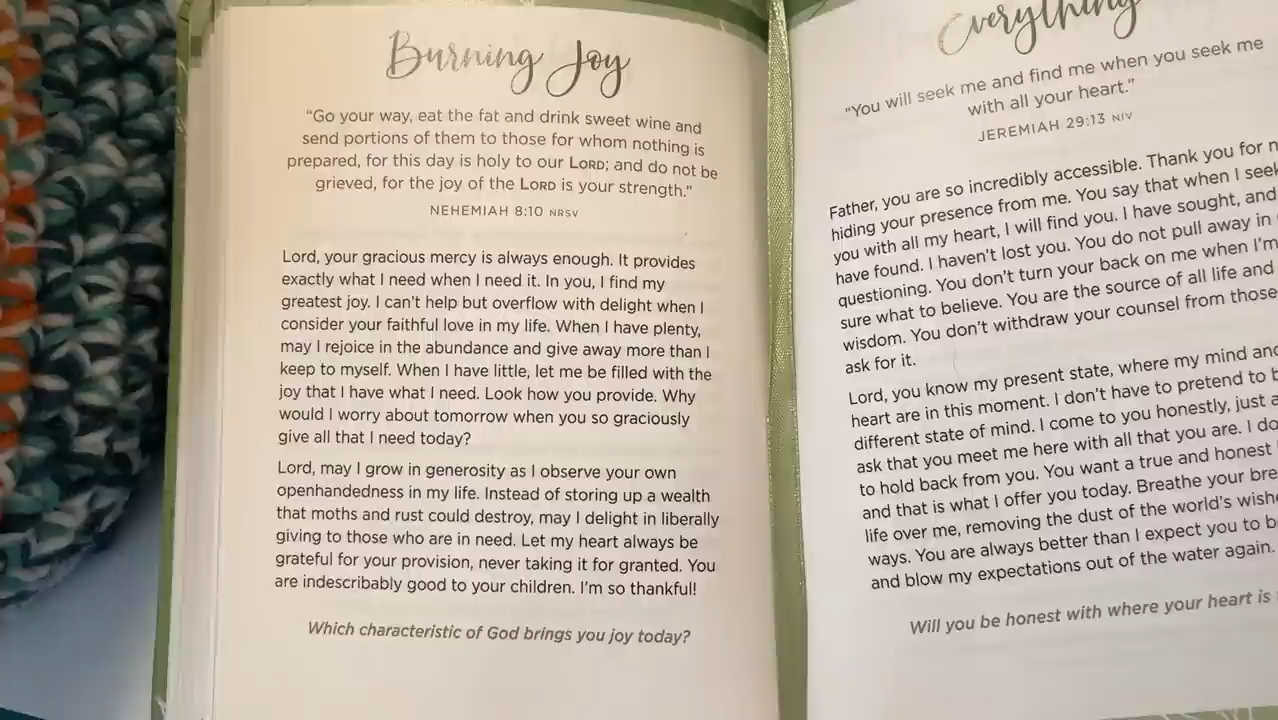 Burning Joy
"Go your way, eat the fat and drink sweet wine and
send portions of them to those for whom nothing is
prepared, for this day is holy to our LORD; and do not be
grieved, for the joy of the LORD is your strength."
NEHEMIAH 8:10 NRSV
Lord, your gracious mercy is always enough. It provides
exactly what I need when I need it. In you, I find my
greatest joy. I can't help but overflow with delight when I
consider your faithful love in my life. When I have plenty,
may I rejoice in the abundance and give away more than I
keep to myself. When I have little, let me be filled with the
joy that I have what I need. Look how you provide. Why
would I worry about tomorrow when you so graciously
give all that I need today?
Lord, may I grow in generosity as I observe your own
openhandedness in my life. Instead of storing up a wealth
that moths and rust could destroy, may I delight in liberally
giving to those who are in need. Let my heart always be
grateful for your provision, never taking it for granted. You
are indescribably good to your children. I'm so thankful!
Which characteristic of God brings you joy today?
Everything
"You will seek me and find me when you seek me
with all your heart."
JEREMIAH 29:13 NIV
Father, you are so incredibly accessible. Thank you for
hiding your presence from me. You say that when I seek
you with all my heart, I will find you. I have sought, and
have found. I haven't lost you. You do not pull away in
questioning. You don't turn your back on me when I'm
sure what to believe. You are the source of all life and
wisdom. You don't withdraw your counsel from those
ask for it.
Lord, you know my present state, where my mind and
heart are in this moment. I don't have to pretend to
different state of mind. I come to you honestly, just
ask that you meet me here with all that you are. I
to hold back from you. You want a true and honest
and that is what I offer you today. Breathe your
life over me, removing the dust of the world's
ways. You are always better than I expect you to
and blow my expectations out of the water again.
Will you be honest with where your heart is